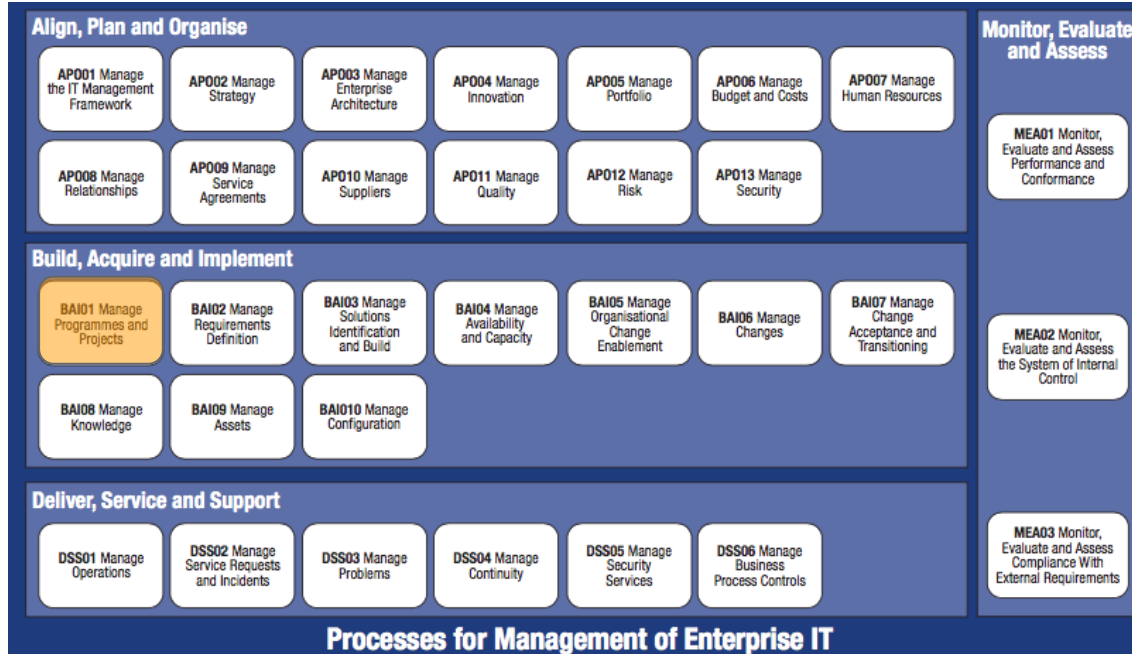 Align, Plan and Organise
APO01 Manage
the IT Management
Framework
APO02 Manage
Strategy
APO03 Manage
Enterprise
Architecture
APO04 Manage
Innovation
APO05 Manage
Portfolio
APO06 Manage
Budget and Costs
APO07 Manage
Human Resources
APO08 Manage
Relationships
APO09 Manage
Service
Agreements
APO10 Manage
Suppliers
APO11 Manage
Quality
APO12 Manage
Risk
APO13 Manage
Security
Build, Acquire and Implement
BAI01 Manage
Programmes and
Projects
BAI02 Manage
Requirements
Definition
BAI03 Manage
Solutions
Identification
and Build
BAI04 Manage
Availability
and Capacity
BAI05 Manage
Organisational
Change
Enablement
BAI06 Manage
Changes
BAI07 Manage
Change
Acceptance and
Transitioning
BAI08 Manage
Knowledge
BAI09 Manage
Assets
BAI010 Manage
Configuration
Deliver, Service and Support
DSS01 Manage
Operations
DSS02 Manage
Service Requests
and Incidents
DSS03 Manage
Problems
DSS04 Manage
Continuity
DSS05 Manage
Security
Services
DSS06 Manage
Business
Process Controls
Monitor, Evaluate
and Assess
MEA01 Monitor,
Evaluate and Assess
Performance and
Conformance
MEA02 Monitor,
Evaluate and Assess
the System of Internal
Control
MEA03 Monitor,
Evaluate and Assess
Compliance With
External Requirements
Processes for Management of Enterprise IT